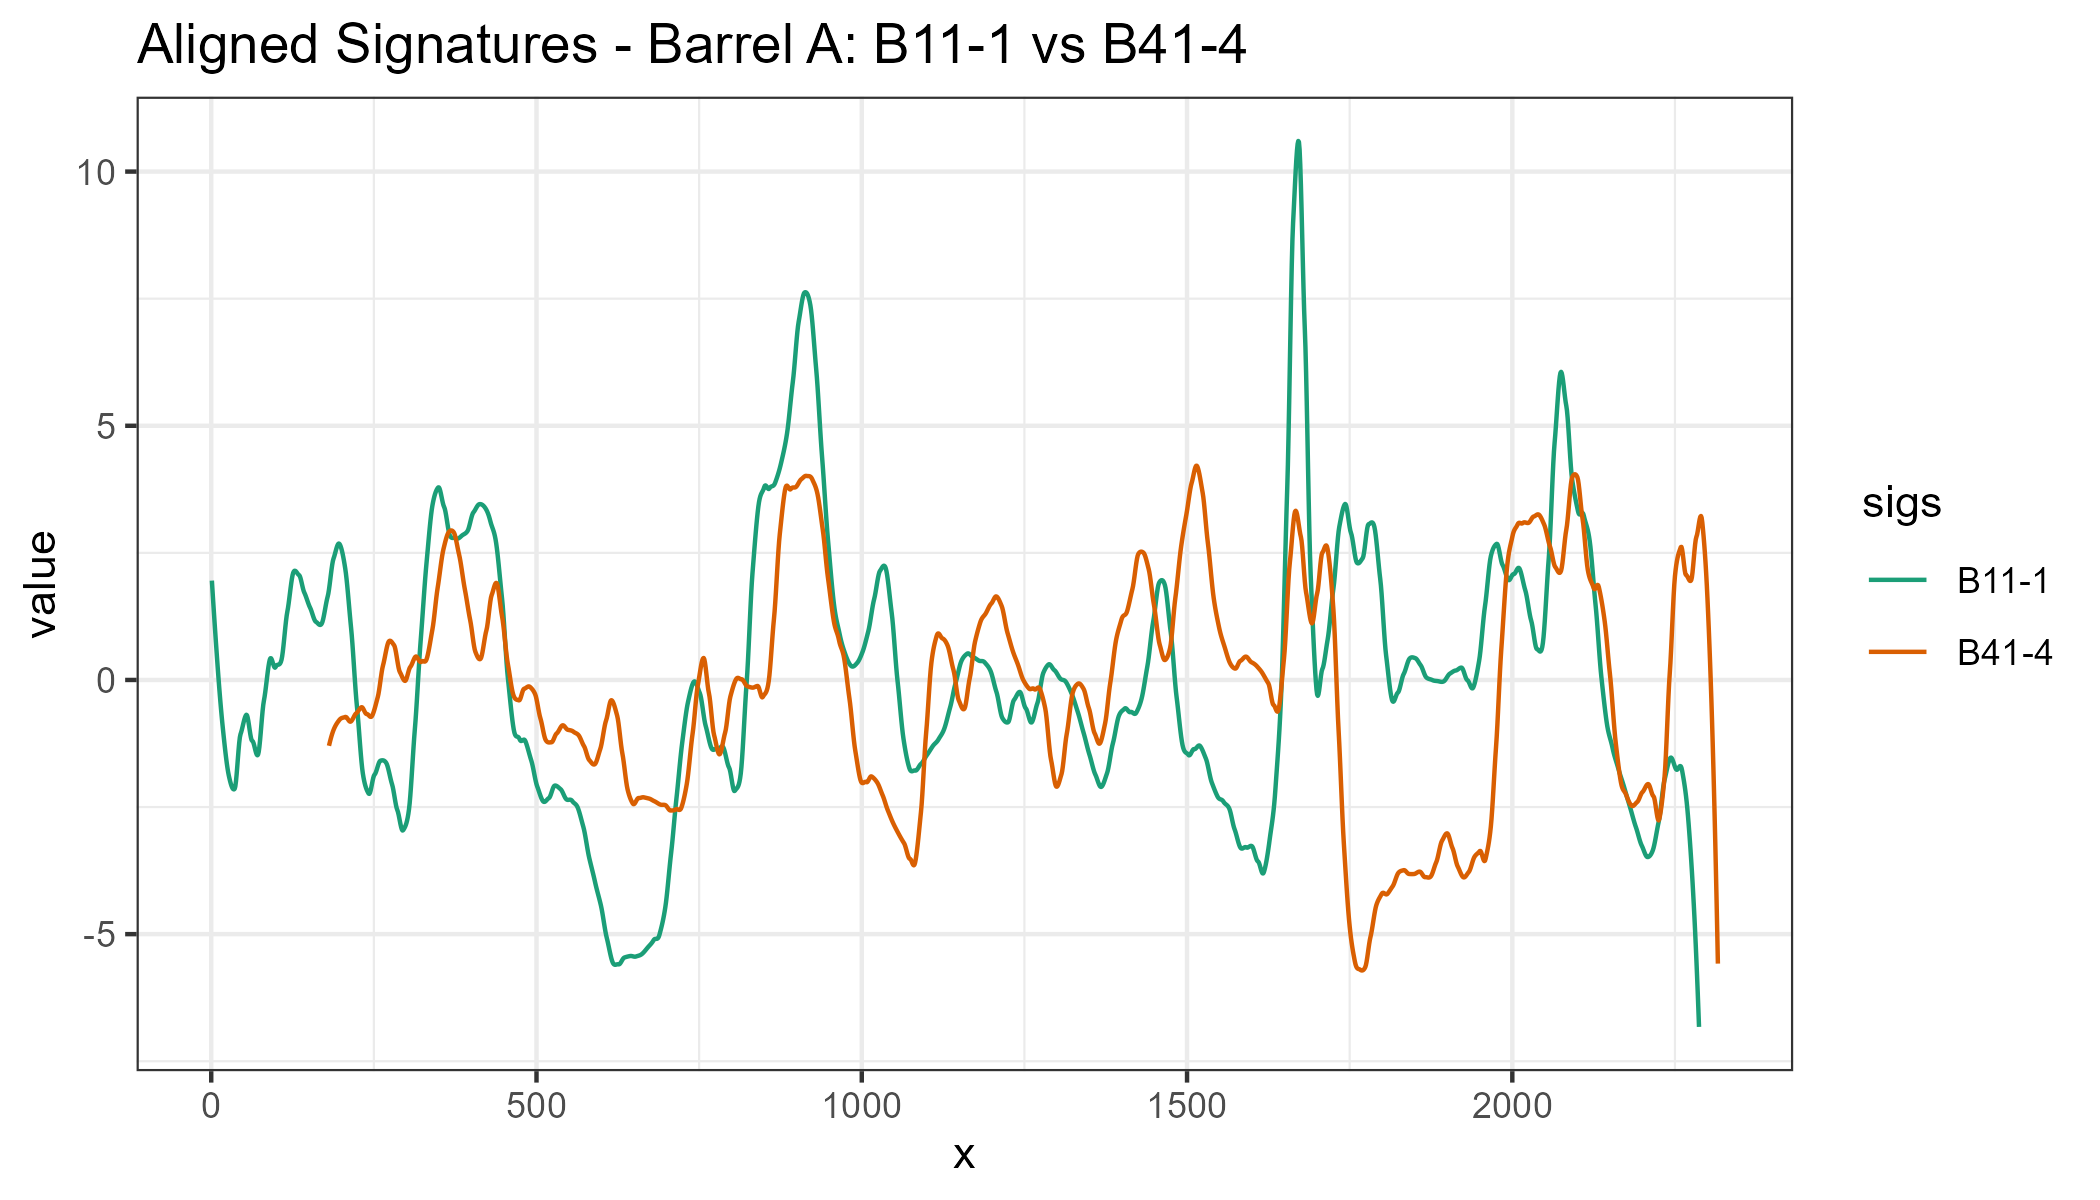 Aligned Signatures - Barrel A: B11-1 vs B41-4
10
5
0
-5
value
0 500 1000 1500 2000
x
sigs
B11-1
B41-4